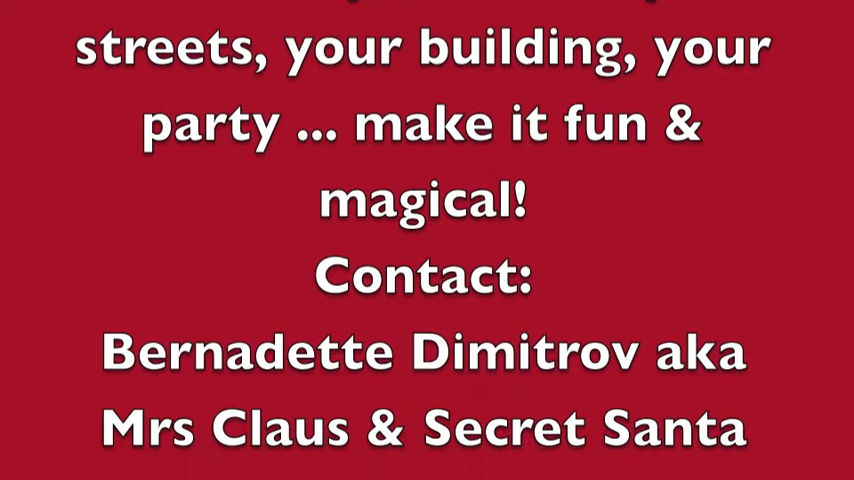 streets, your building, your
party ... make it fun &
magical!
Contact:
Bernadette Dimitrov aka
Mrs Claus & Secret Santa